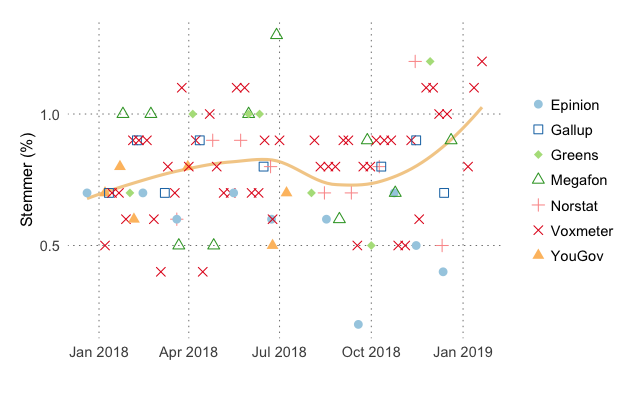 Stemmer (%)
1.0
0.5
Jan 2018
Apr 2018
Jul 2018
Oct 2018
Jan 2019
Epinion
Gallup
Greens
Megafon
Norstat
Voxmeter
YouGov